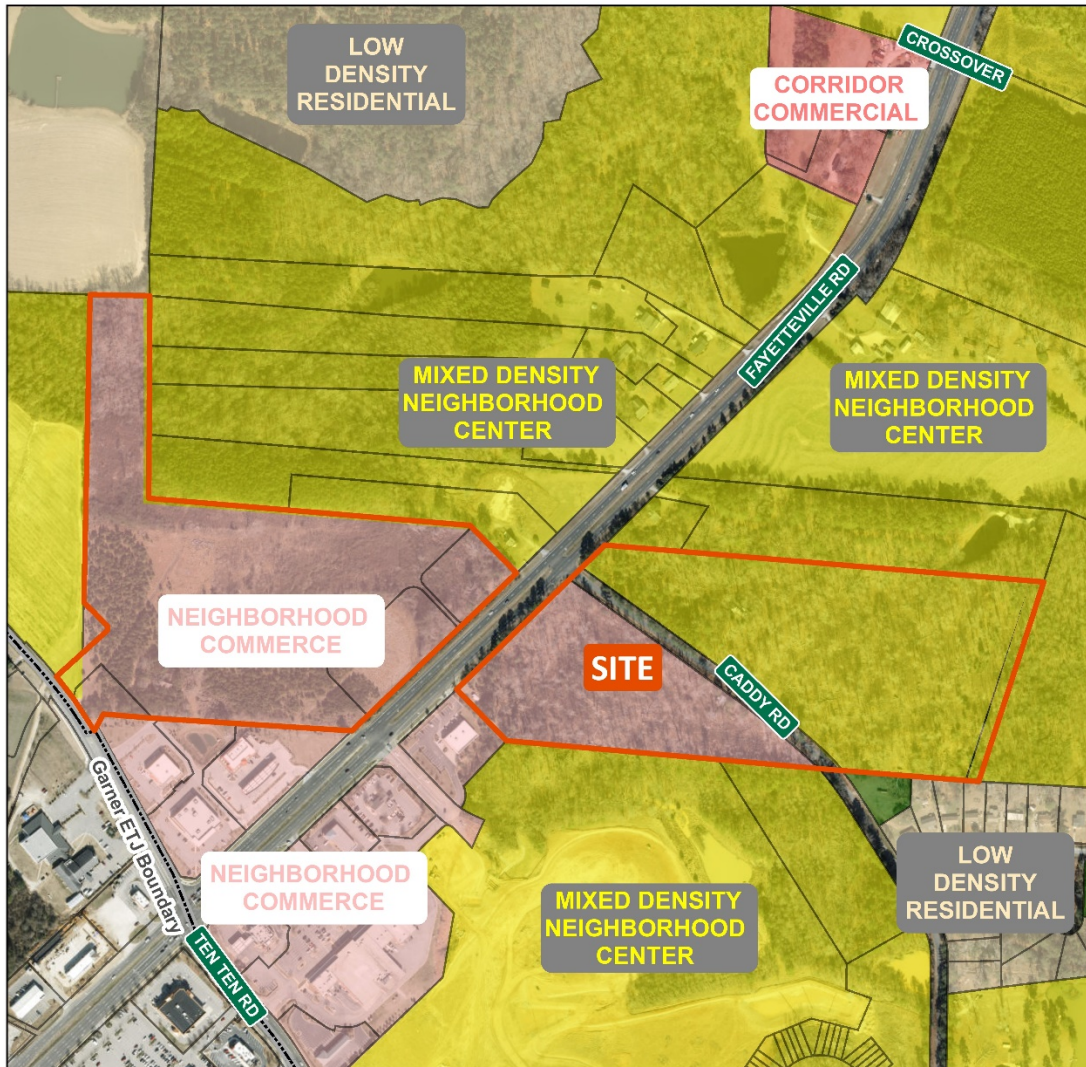 LOW
DENSITY
RESIDENTIAL
CROSSOVER
CORRIDOR
COMMERCIAL
FAYETTEVILLE RD
MIXED DENSITY
NEIGHBORHOOD
CENTER
MIXED DENSITY
NEIGHBORHOOD
CENTER
NEIGHBORHOOD
COMMERCE
SITE
CADDY RD
Garner ETJ Boundary
NEIGHBORHOOD
COMMERCE
TEN TEN RD
MIXED DENSITY
NEIGHBORHOOD
CENTER
LOW
DENSITY
RESIDENTIAL